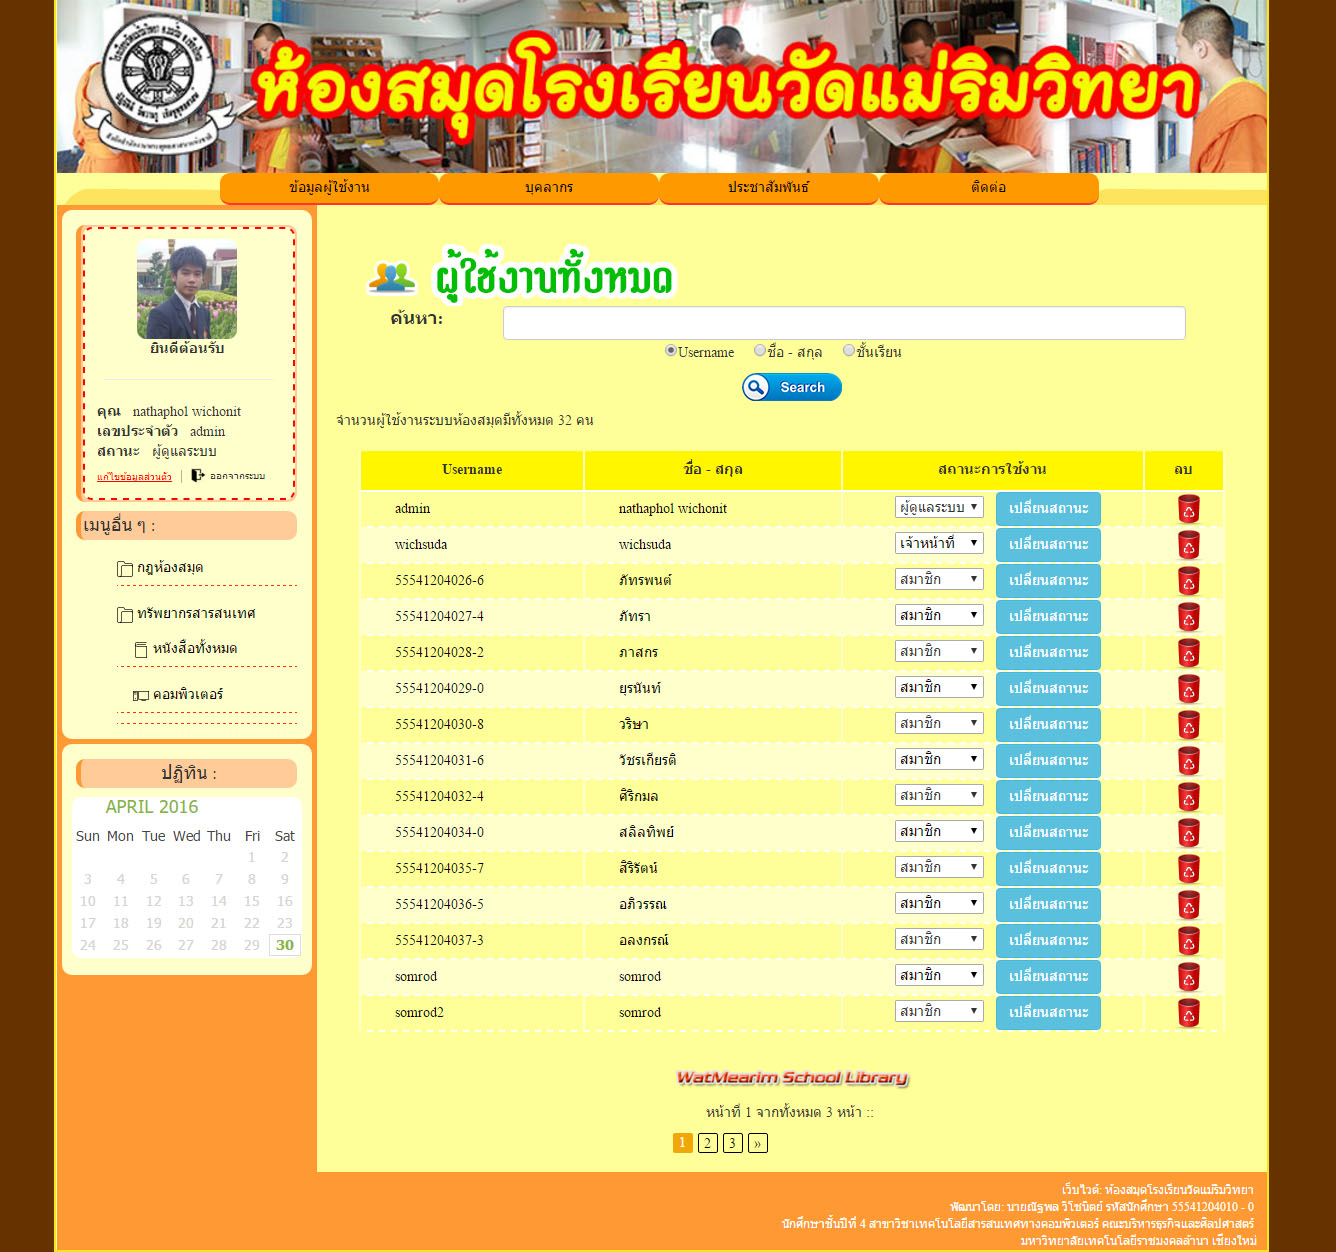 ห้องสมุดโรงเรียนวัดแม่ริมวิทยา
ข้อมูลผู้ใช้งาน บุคลากร ประชาสัมพันธ์ ติดต่อ
ยินดีต้อนรับ
คุณ nathaphol wichonit
เลขประจำตัว admin
สถานะ ผู้ดูแลระบบ
แก้ไขข้อมูลส่วนตัว | ออกจากระบบ
เมนูอื่น ๆ :
กฎห้องสมุด
ทรัพยากรสารสนเทศ
หนังสือทั้งหมด
คอมพิวเตอร์
ปฏิทิน :
APRIL 2016
Sun Mon Tue Wed Thu Fri Sat
1 2
3 4 5 6 7 8 9
10 11 12 13 14 15 16
17 18 19 20 21 22 23
24 25 26 27 28 29 30
ผู้ใช้งานทั้งหมด
ค้นหา:
Username ชื่อ - สกุล ชั้นเรียน
Search
จำนวนผู้ใช้งานระบบห้องสมุดมีทั้งหมด 32 คน
Username ชื่อ - สกุล สถานะการใช้งาน ลบ
admin nathaphol wichonit ผู้ดูแลระบบ เปลี่ยนสถานะ
wichsuda wichsuda เจ้าหน้าที่ เปลี่ยนสถานะ
55541204026-6 ภัทรพนต์ สมาชิก เปลี่ยนสถานะ
55541204027-4 ภัทรา สมาชิก เปลี่ยนสถานะ
55541204028-2 ภาสกร สมาชิก เปลี่ยนสถานะ
55541204029-0 ยุรนันท์ สมาชิก เปลี่ยนสถานะ
55541204030-8 วริษา สมาชิก เปลี่ยนสถานะ
55541204031-6 วัชรเกียรติ สมาชิก เปลี่ยนสถานะ
55541204032-4 ศิริกมล สมาชิก เปลี่ยนสถานะ
55541204034-0 สลิลทิพย์ สมาชิก เปลี่ยนสถานะ
55541204035-7 สิริรัตน์ สมาชิก เปลี่ยนสถานะ
55541204036-5 อภิวรรณ สมาชิก เปลี่ยนสถานะ
55541204037-3 อลงกรณ์ สมาชิก เปลี่ยนสถานะ
somrod somrod สมาชิก เปลี่ยนสถานะ
somrod2 somrod สมาชิก เปลี่ยนสถานะ
WatMearim School Library
หน้าที่ 1 จากทั้งหมด 3 หน้า ::
1 2 3 »
เว็บไวต์: ห้องสมุดโรงเรียนวัดแม่ริมวิทยา
พัฒนาโดย: นายณัฐพล วิโชนิตย์ รหัสนักศึกษา 55541204010 - 0
นักศึกษาชั้นปีที่ 4 สาขาวิชาเทคโนโลยีสารสนเทศทางคอมพิวเตอร์ คณะบริหารธุรกิจและศิลปศาสตร์
มหาวิทยาลัยเทคโนโลยีราชมงคลล้านนา เชียงใหม่